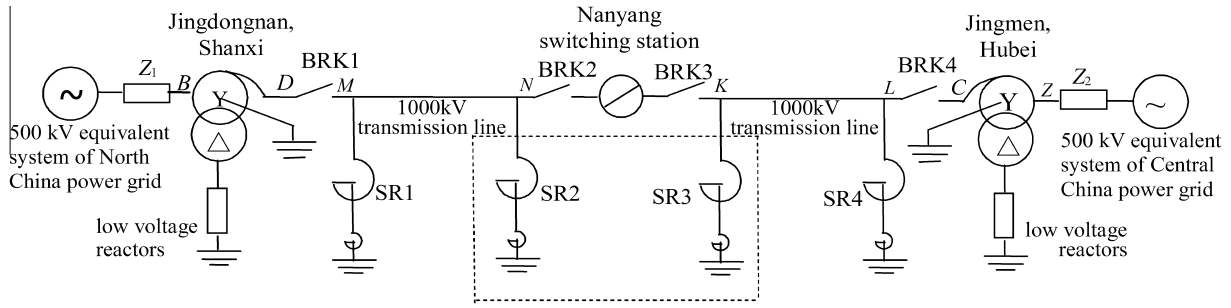 Jingdongnan,
Shanxi
Nanyang
switching station
Jingmen,
Hubei
Z1
B
D
BRK1
M
N
BRK2
BRK3
K
L
BRK4
C
Z
Z2
~
Y
△
1000kV
transmission line
1000kV
transmission line
Y
△
~
500 kV equivalent
system of North
China power grid
500 kV equivalent
system of Central
China power grid
SR1
SR2
SR3
SR4
low voltage
reactors
low voltage
reactors